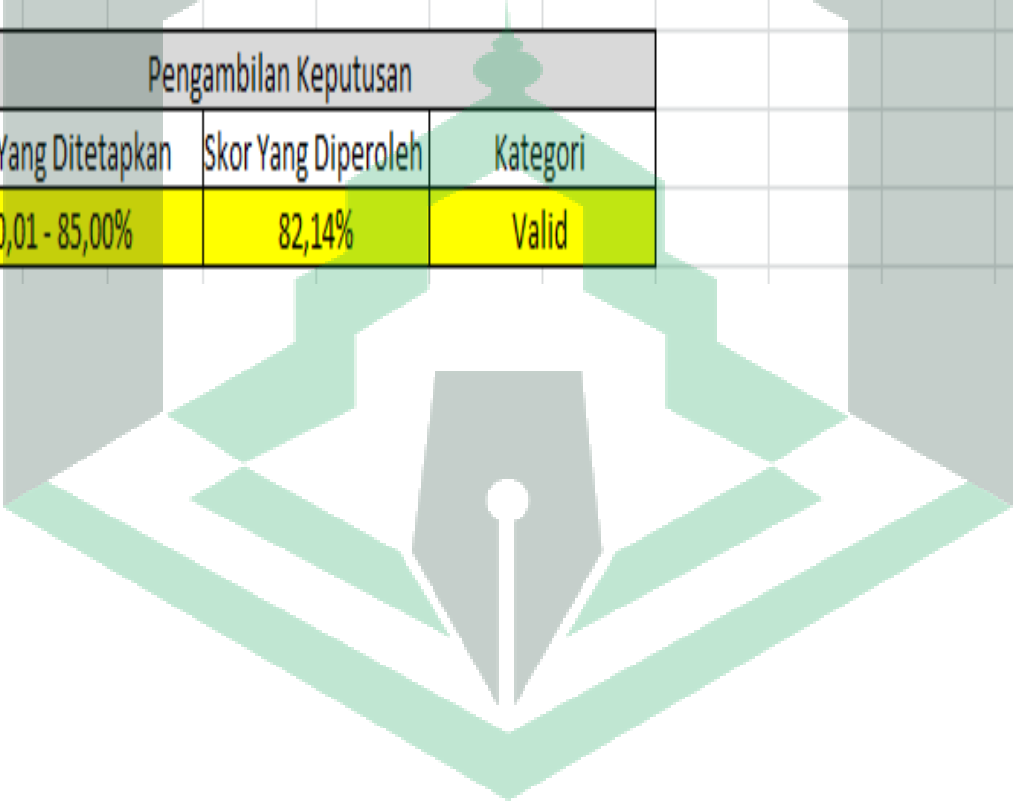 Pengambilan Keputusan
Yang Ditetapkan Skor Yang Diperoleh Kategori
0,01 - 85,00% 82,14% Valid